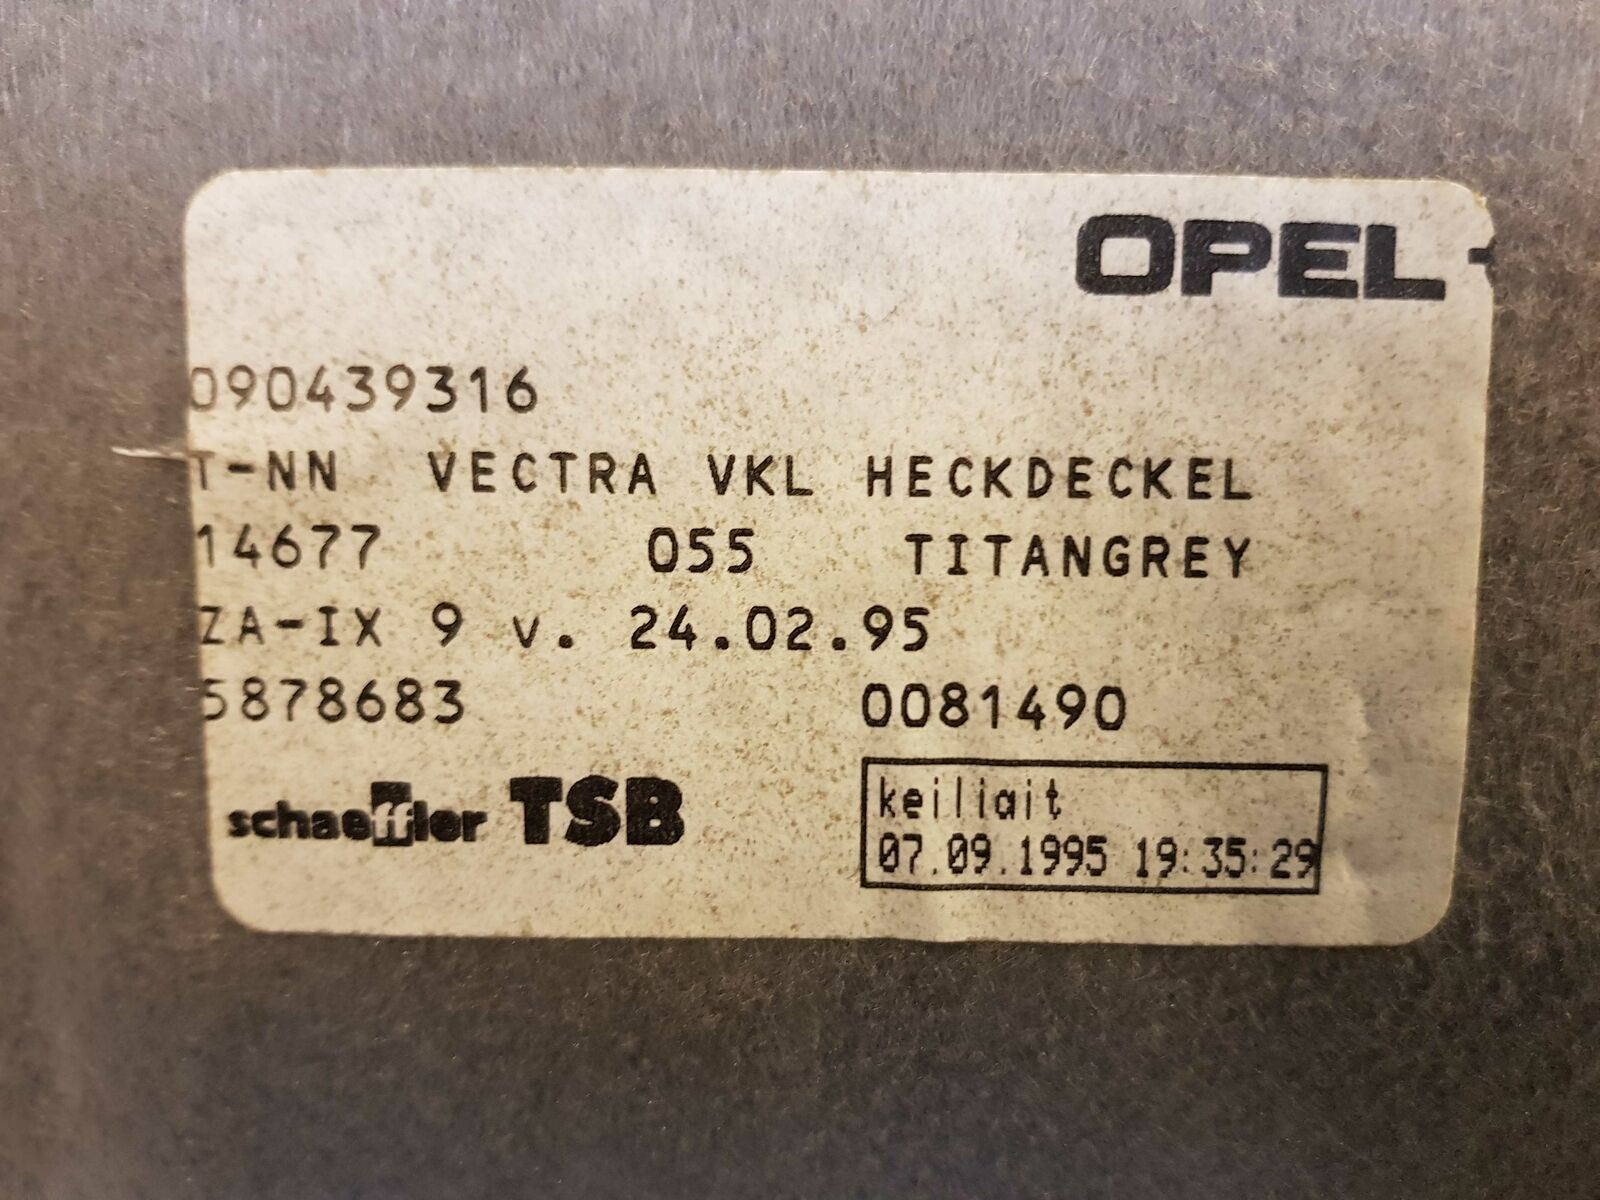 OPEL
090439316
T-NN VECTRA VKL HECKDECKEL
14677 055 TITANGREY
ZA-IX 9 v. 24.02.95
5878683 0081490
schaeffler TSB
keiliait
07.09.1995 19:35:29